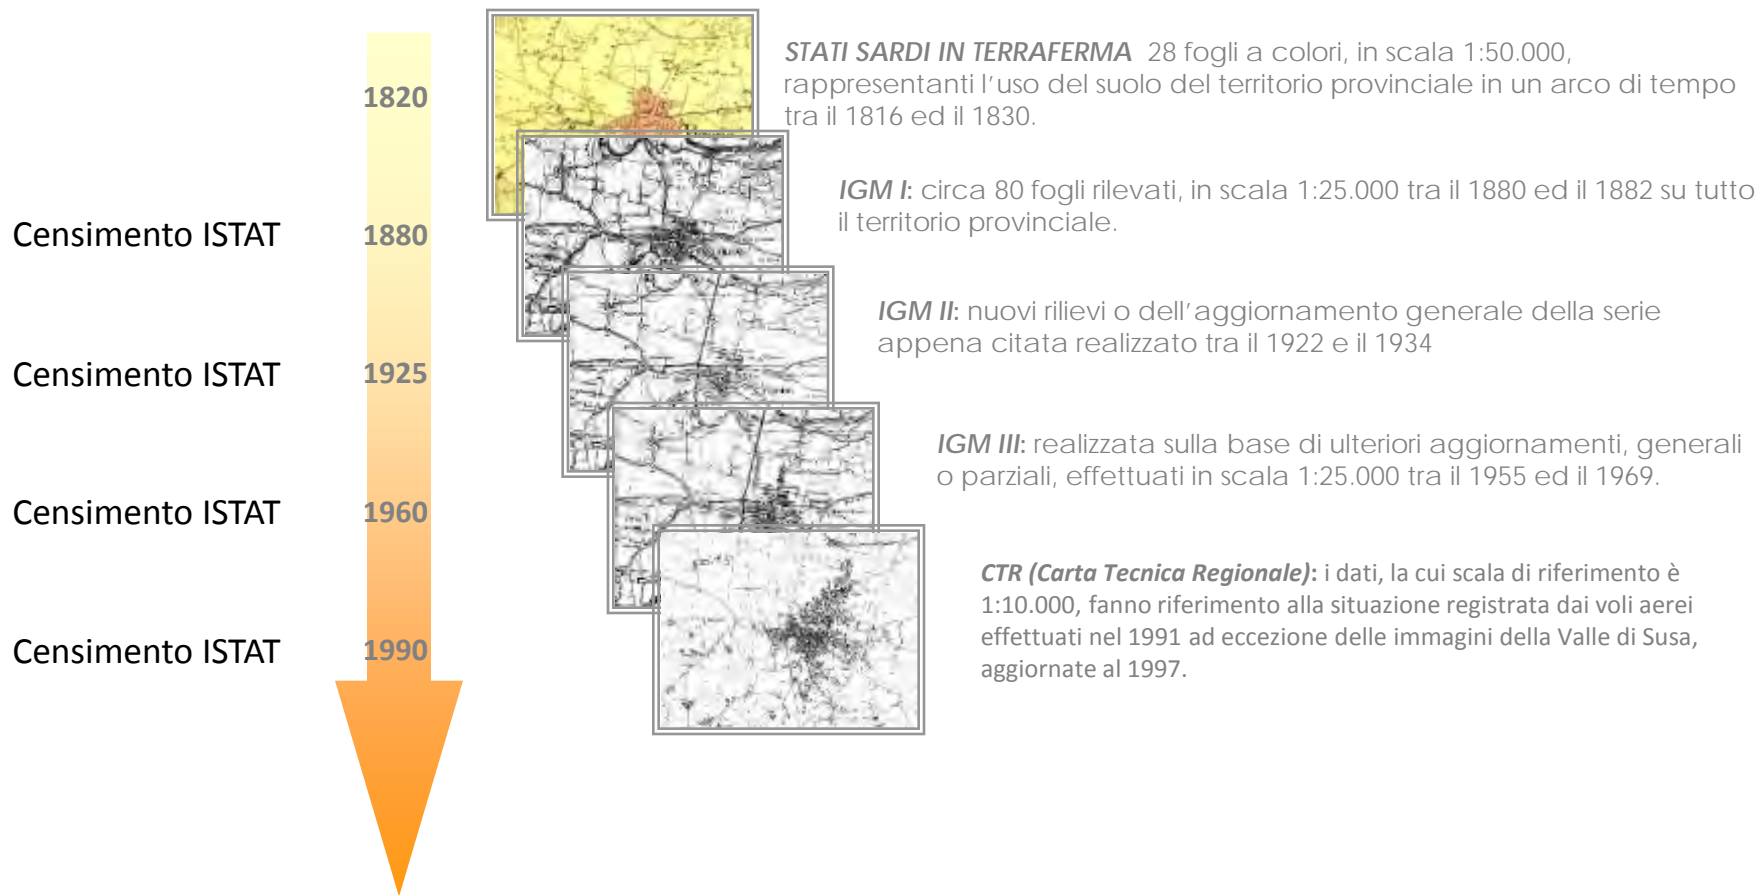 STATI SARDI IN TERRAFERMA 28 fogli a colori, in scala 1:50.000,
rappresentanti l'uso del suolo del territorio provinciale in un arco di tempo
tra il 1816 ed il 1830.
1820
IGM I: circa 80 fogli rilevati, in scala 1:25.000 tra il 1880 ed il 1882 su tutto
il territorio provinciale.
Censimento ISTAT
1880
IGM II: nuovi rilievi o dell'aggiornamento generale della serie
appena citata realizzato tra il 1922 e il 1934
Censimento ISTAT
1925
IGM III: realizzata sulla base di ulteriori aggiornamenti, generali
o parziali, effettuati in scala 1:25.000 tra il 1955 ed il 1969.
Censimento ISTAT
1960
CTR (Carta Tecnica Regionale): i dati, la cui scala di riferimento è
1:10.000, fanno riferimento alla situazione registrata dai voli aerei
effettuati nel 1991 ad eccezione delle immagini della Valle di Susa,
aggiornate al 1997.
Censimento ISTAT
1990